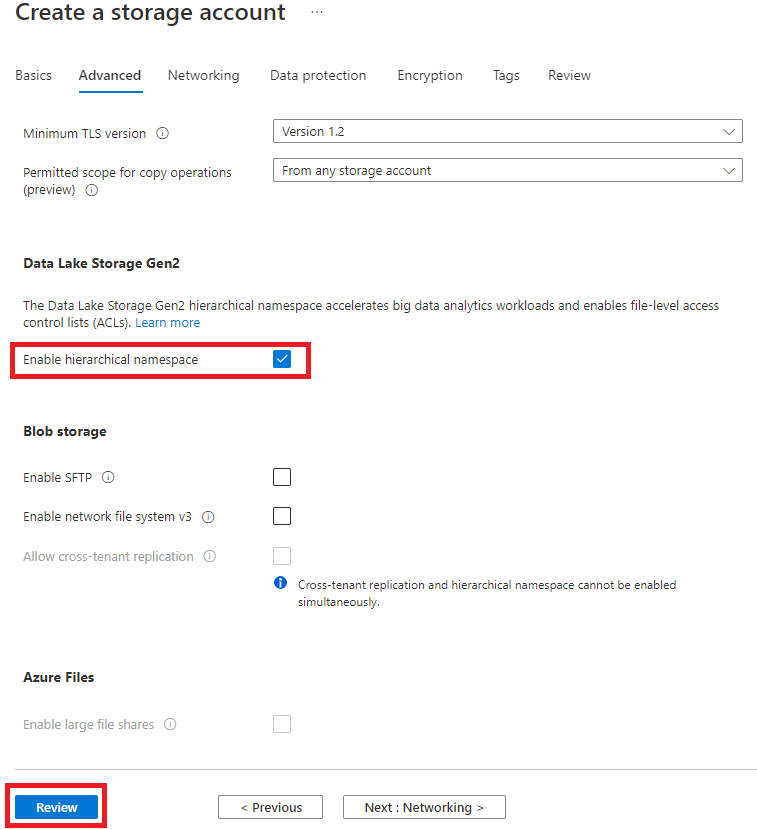 Create a storage account ...
Basics Advanced Networking Data protection Encryption Tags Review
Minimum TLS version Version 1.2
Permitted scope for copy operations From any storage account
(preview)
Data Lake Storage Gen2
The Data Lake Storage Gen2 hierarchical namespace accelerates big data analytics workloads and enables file-level access
control lists (ACLs). Learn more
Enable hierarchical namespace
Blob storage
Enable SFTP
Enable network file system v3
Allow cross-tenant replication
Cross-tenant replication and hierarchical namespace cannot be enabled
simultaneously.
Azure Files
Enable large file shares
Review < Previous Next : Networking >